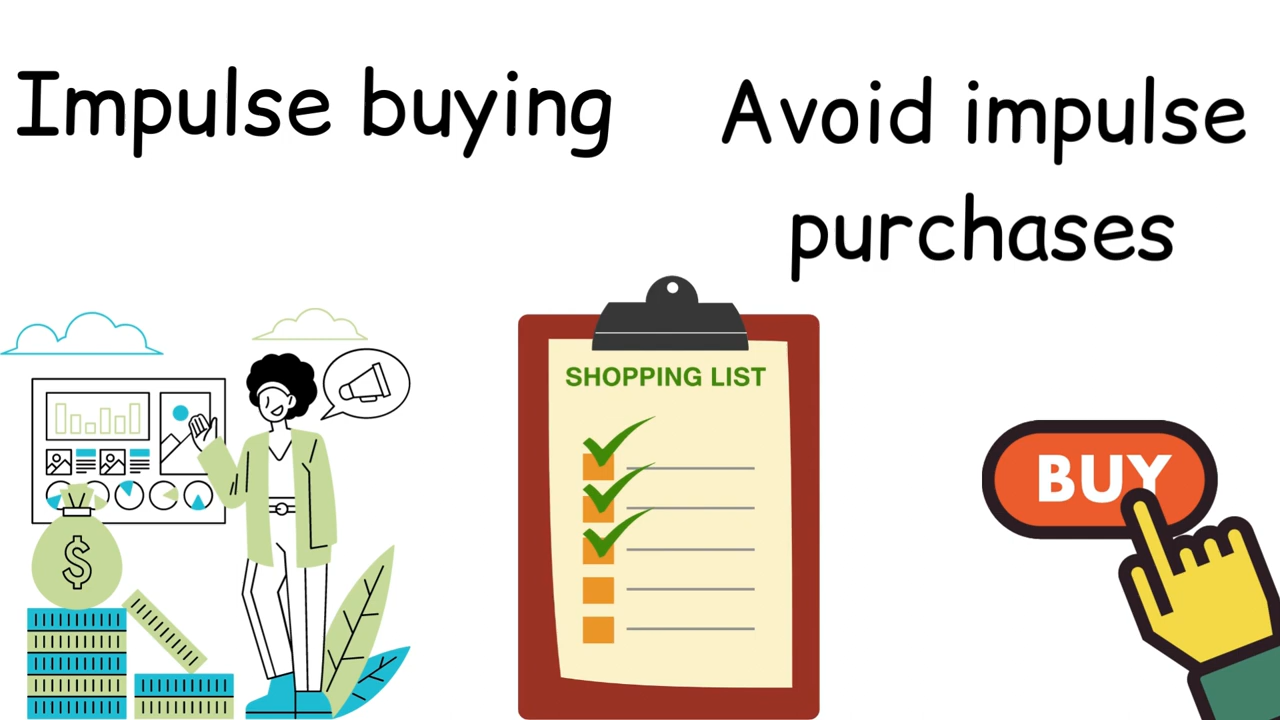 Impulse buying
Avoid impulse
purchases
SHOPPING LIST
BUY
$